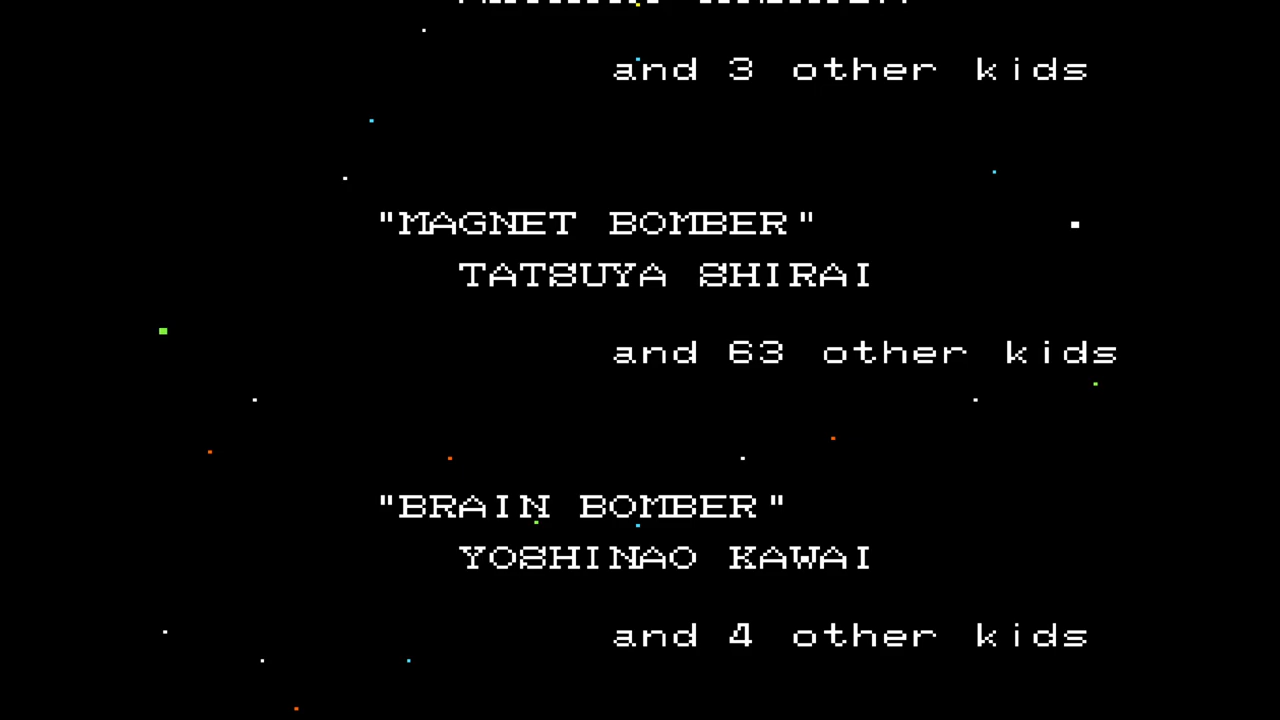 and 3 other kids
"MAGNET BOMBER"
TATSUYA SHIRAI
and 63 other kids
"BRAIN BOMBER"
YOSHINAO KAWAI
and 4 other kids